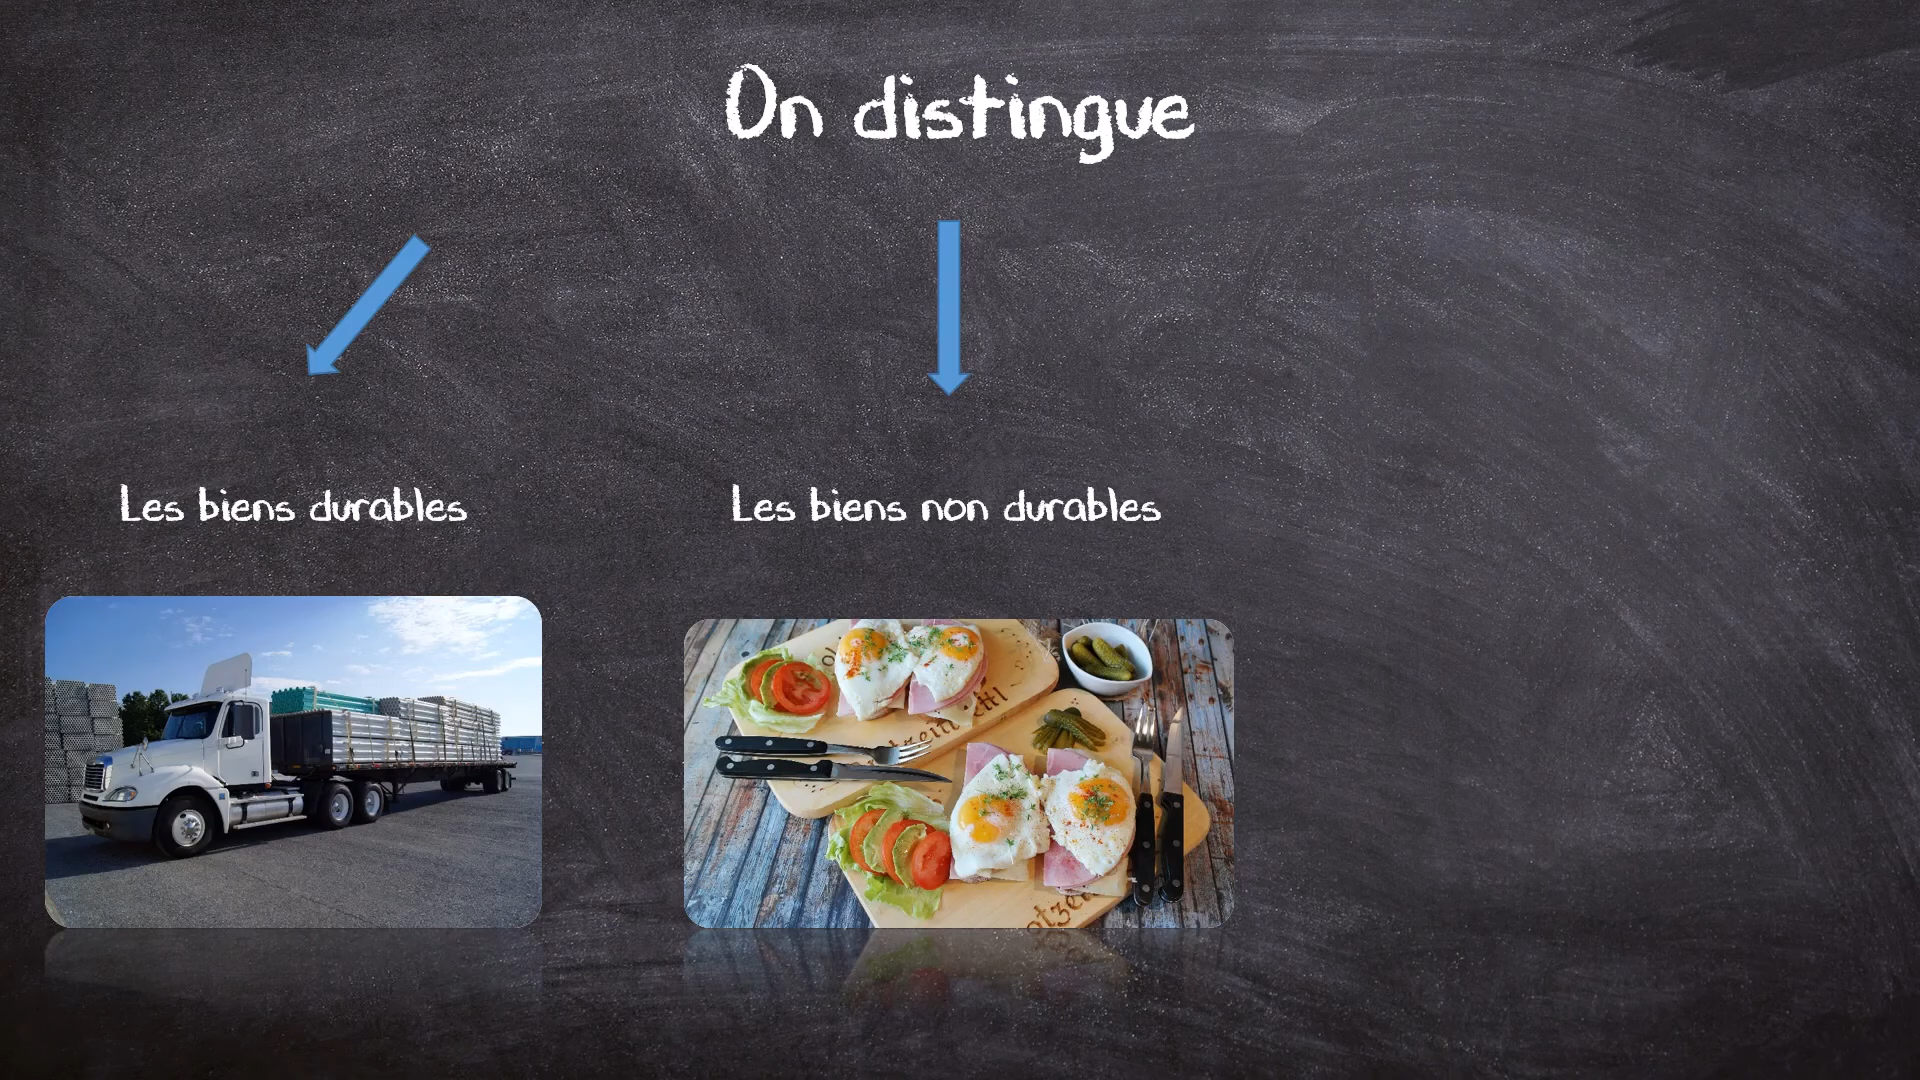 On distingue
Les biens durables
Les biens non durables